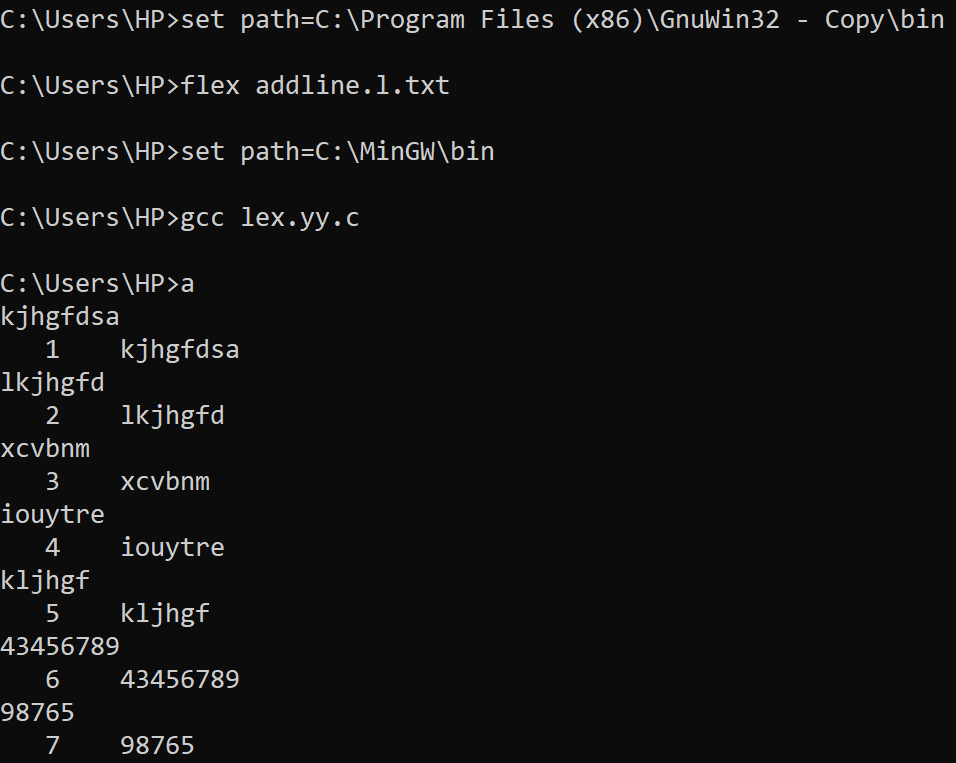 C:\Users\HP>set path=C:\Program Files (x86)\GnuWin32 - Copy\bin
C:\Users\HP>flex addline.l.txt
C:\Users\HP>set path=C:\MinGW\bin
C:\Users\HP>gcc lex.yy.c
C:\Users\HP>a
kjhgfdsa
   1    kjhgfdsa
lkjhgfd
   2    lkjhgfd
xcvbnm
   3    xcvbnm
iouytre
   4    iouytre
kljhgf
   5    kljhgf
43456789
   6    43456789
98765
   7    98765